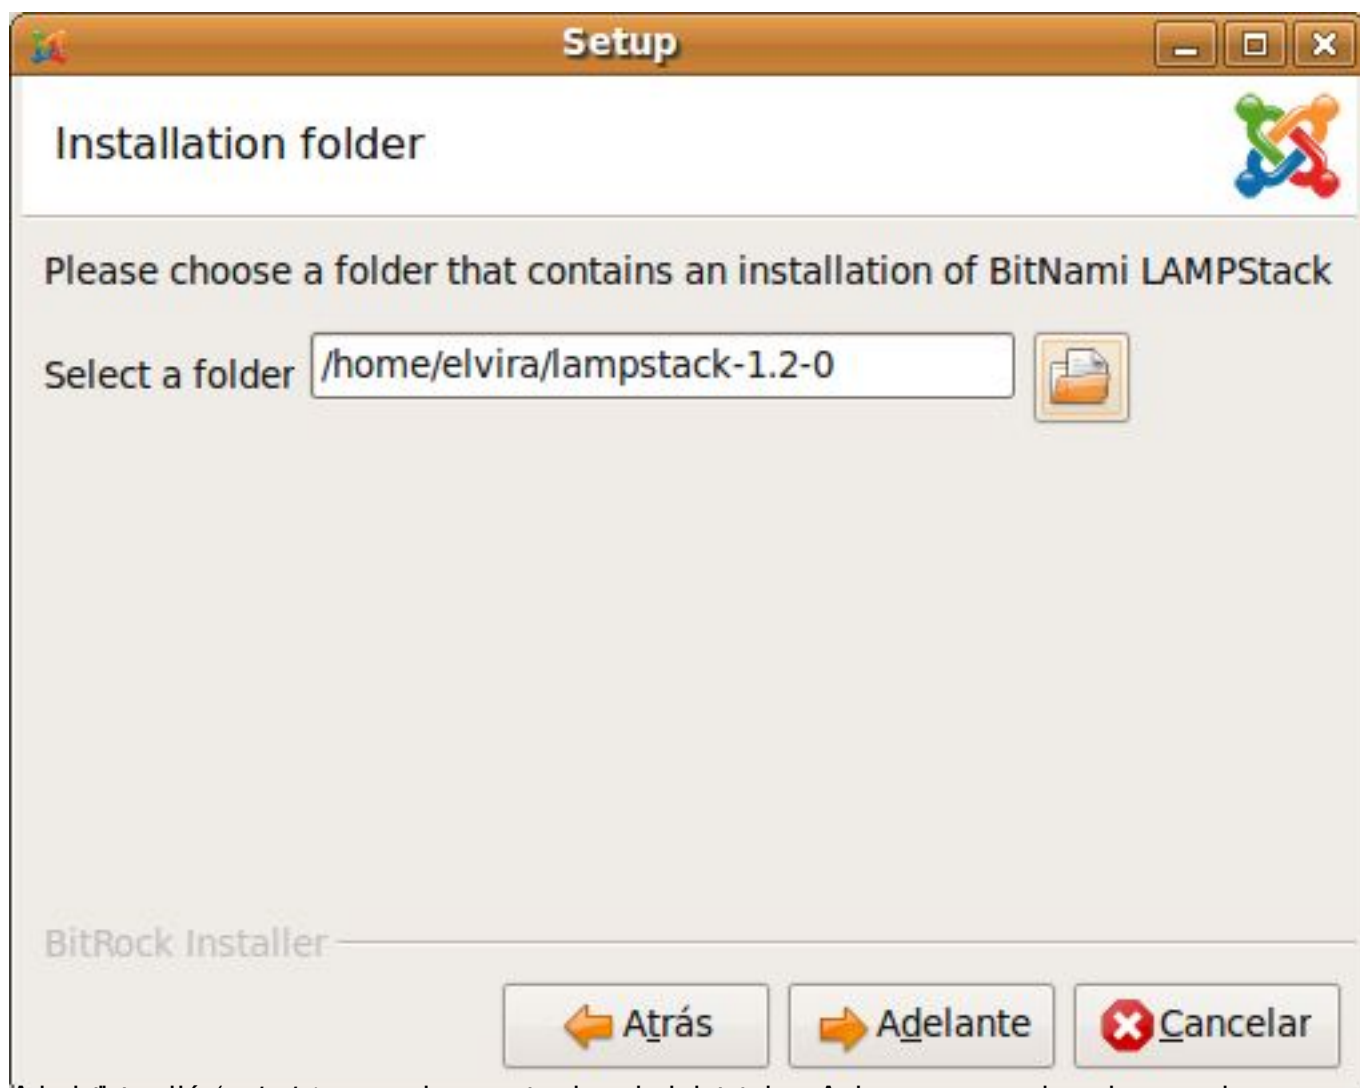 Setup
Installation folder
Please choose a folder that contains an installation of BitNami LAMPStack
Select a folder /home/elvira/lampstack-1.2-0
BitRock Installer
Atrás Adelante Cancelar